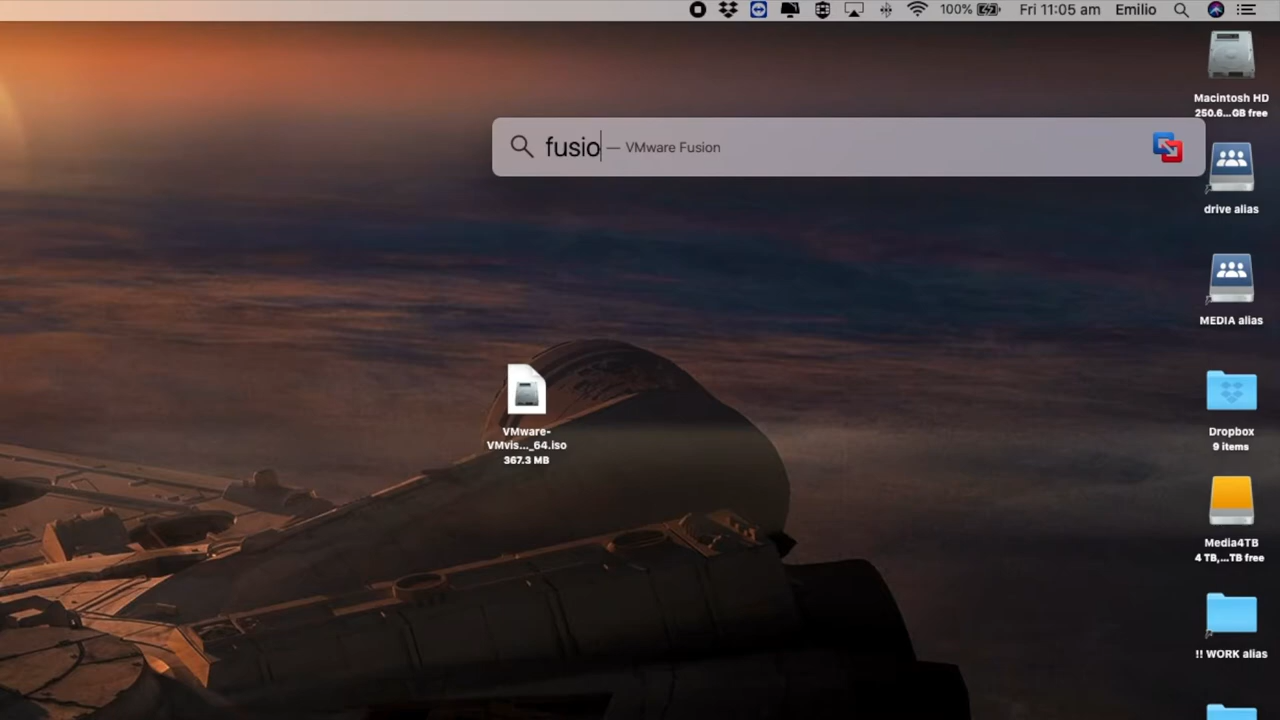 100%
Fri 11:05 am
Emilio
fusio — VMware Fusion
Macintosh HD
250.6...GB free
drive alias
MEDIA alias
VMware-
VMvis..._64.iso
367.3 MB
Dropbox
9 items
Media4TB
4 TB,...TB free
!! WORK alias